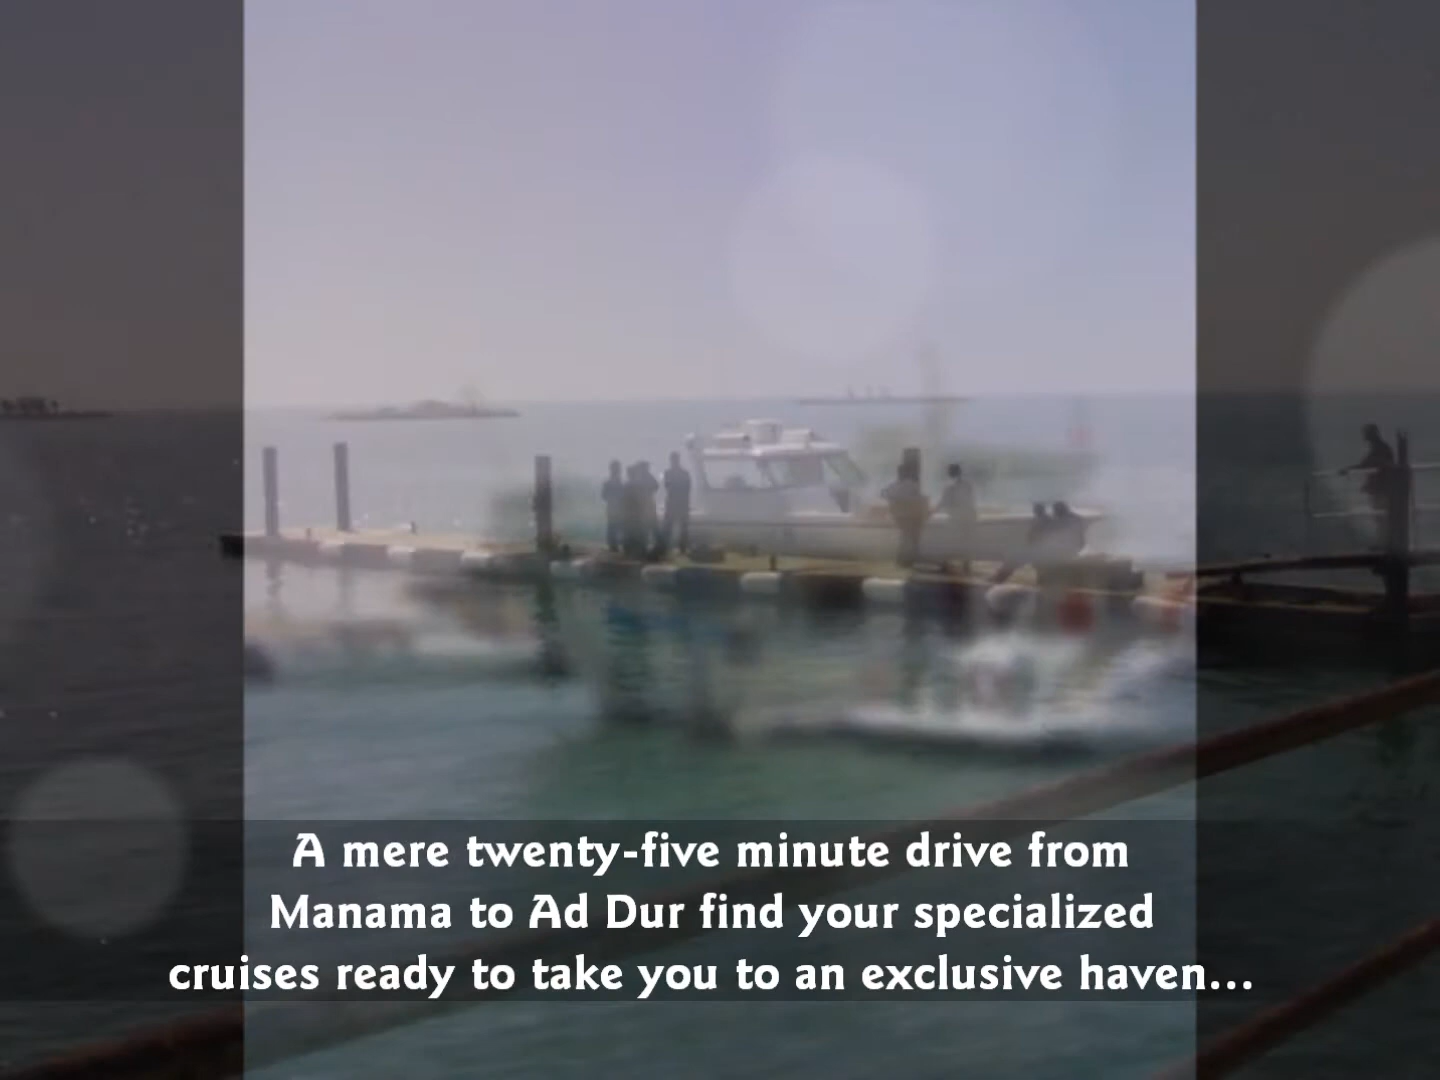 A mere twenty-five minute drive from
Manama to Ad Dur find your specialized
cruises ready to take you to an exclusive haven...